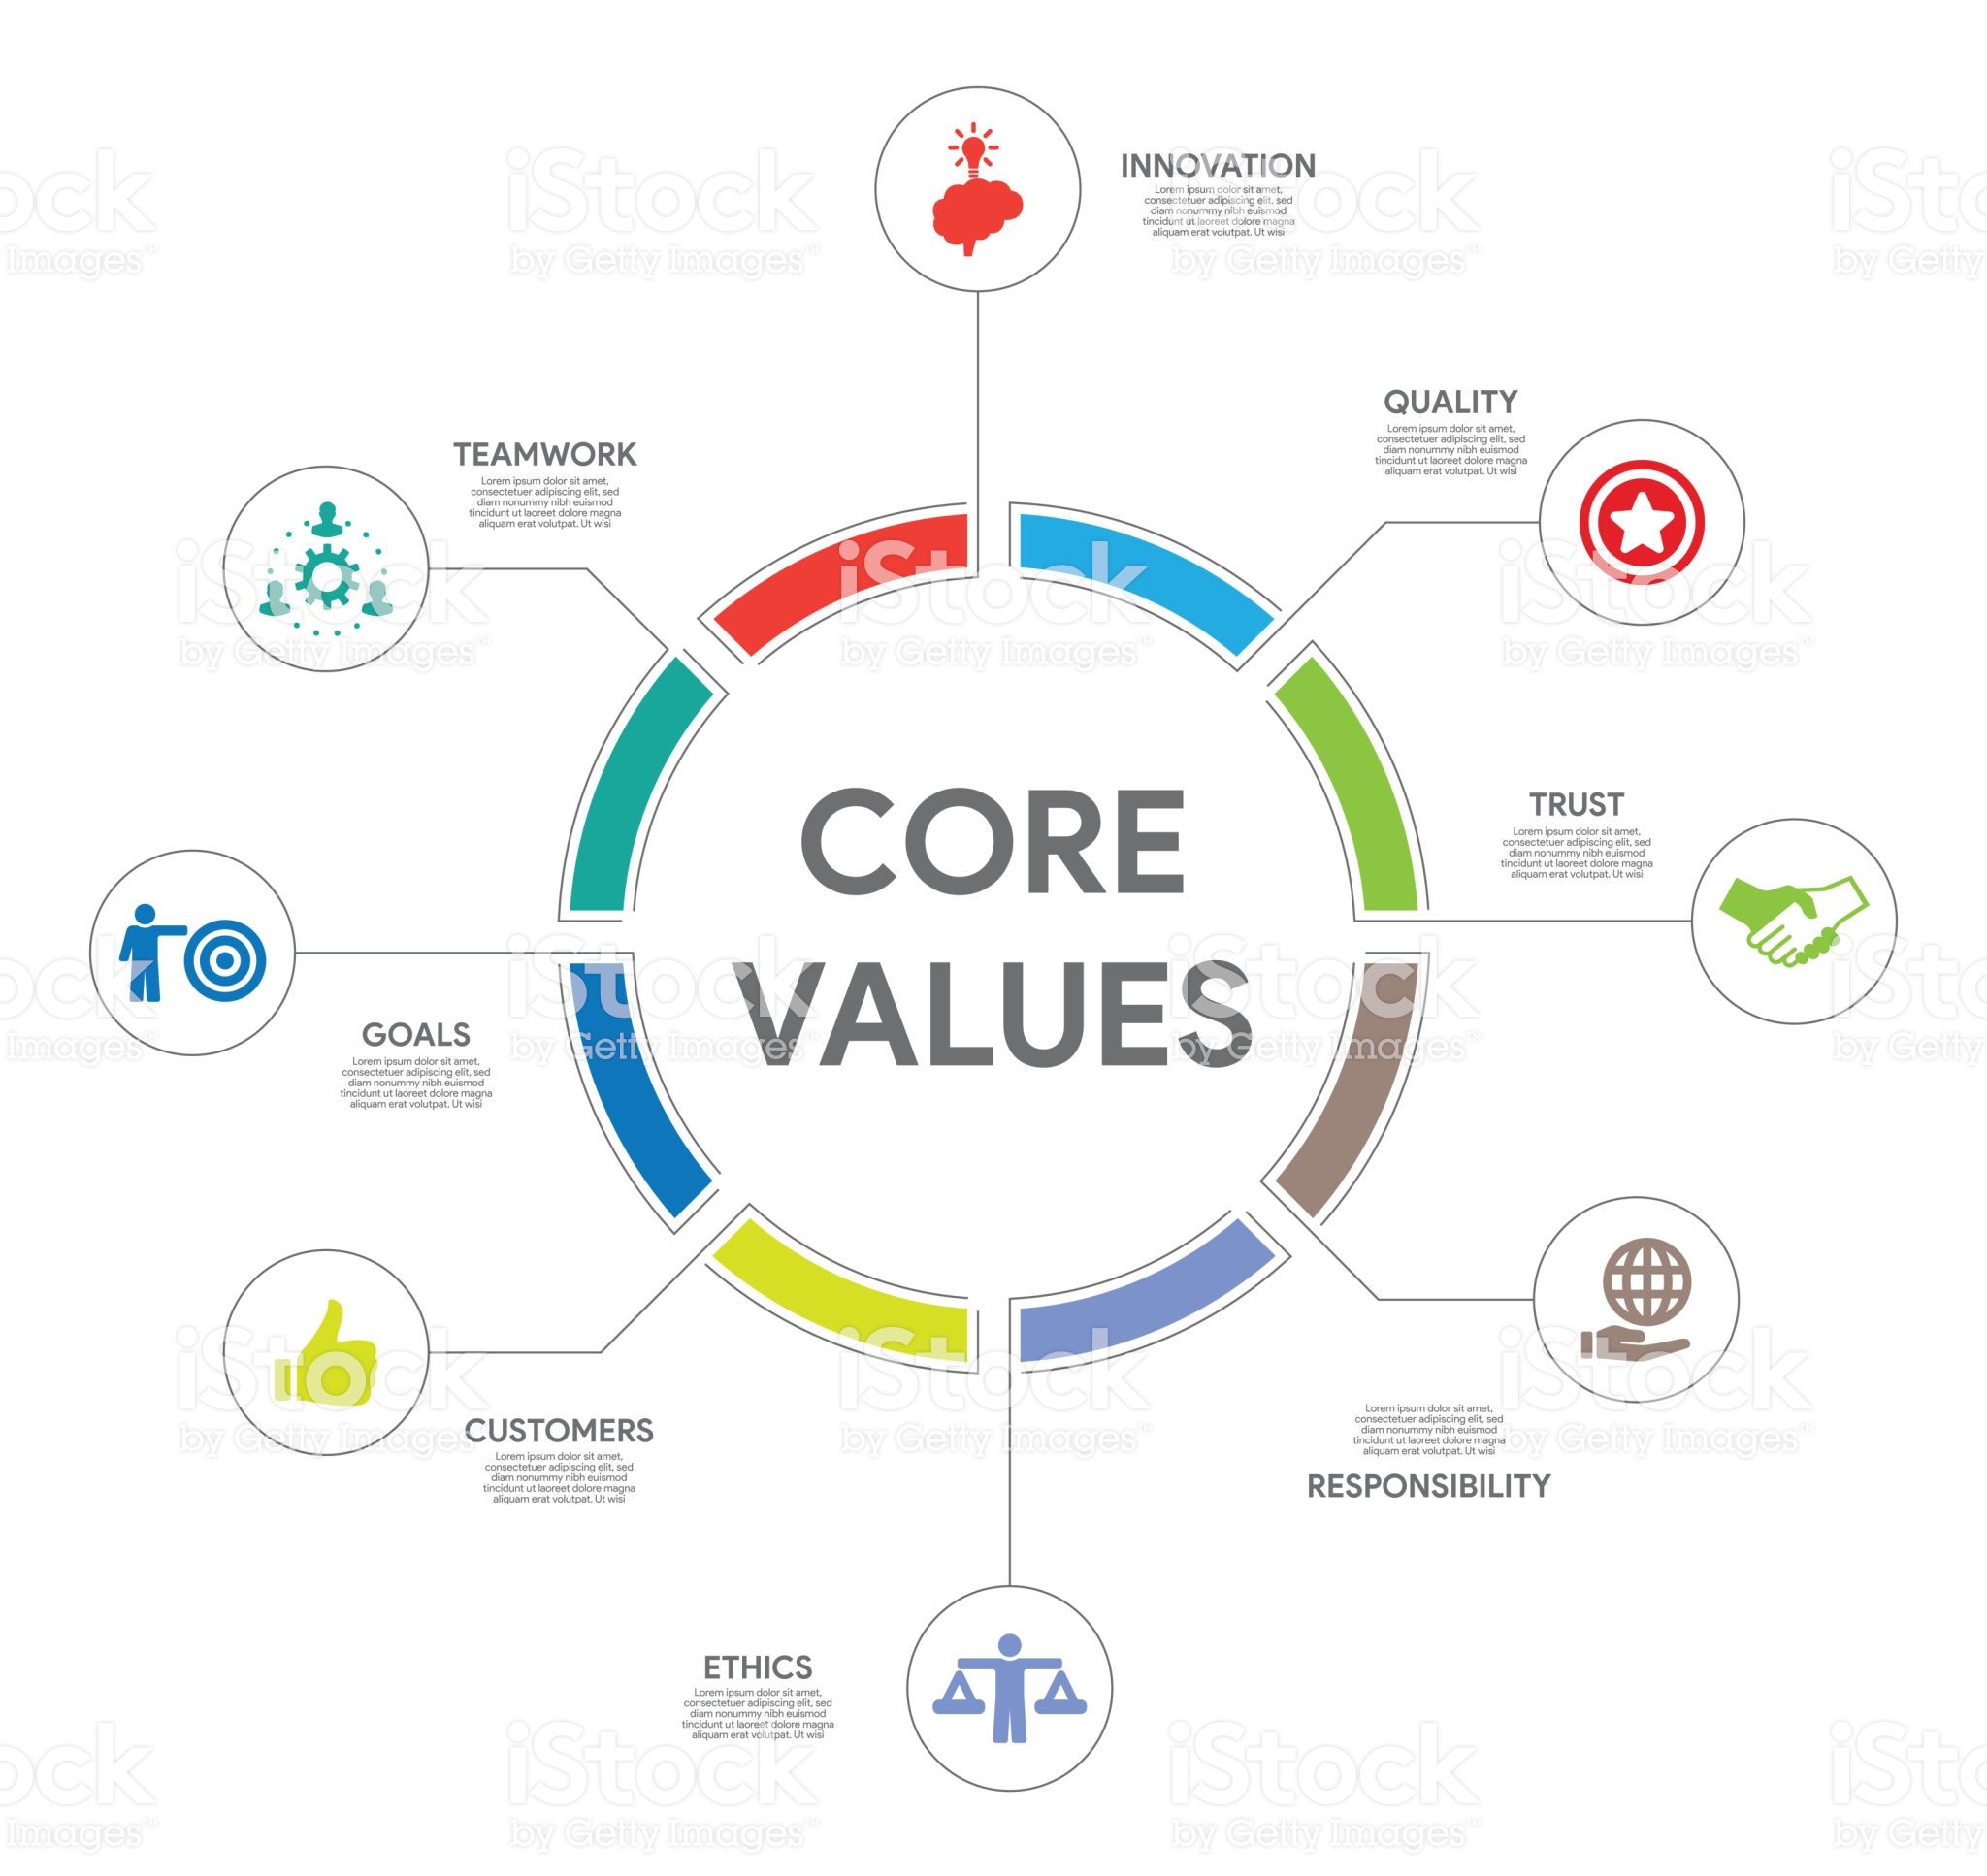 INNOVATION
Lorem ipsum dolor sit amet,
consectetuer adipiscing elit, sed
diam nonummy nibh euismod
tincidunt ut laoreet dolore magna
aliquam erat volutpat. Ut wisi
QUALITY
Lorem ipsum dolor sit amet,
consectetuer adipiscing elit, sed
diam nonummy nibh euismod
tincidunt ut laoreet dolore magna
aliquam erat volutpat. Ut wisi
TEAMWORK
Lorem ipsum dolor sit amet,
consectetuer adipiscing elit, sed
diam nonummy nibh euismod
tincidunt ut laoreet dolore magna
aliquam erat volutpat. Ut wisi
TRUST
Lorem ipsum dolor sit amet,
consectetuer adipiscing elit, sed
diam nonummy nibh euismod
tincidunt ut laoreet dolore magna
aliquam erat volutpat. Ut wisi
CORE
VALUES
GOALS
Lorem ipsum dolor sit amet,
consectetuer adipiscing elit, sed
diam nonummy nibh euismod
tincidunt ut laoreet dolore magna
aliquam erat volutpat. Ut wisi
CUSTOMERS
Lorem ipsum dolor sit amet,
consectetuer adipiscing elit, sed
diam nonummy nibh euismod
tincidunt ut laoreet dolore magna
aliquam erat volutpat. Ut wisi
Lorem ipsum dolor sit amet,
consectetuer adipiscing elit, sed
diam nonummy nibh euismod
tincidunt ut laoreet dolore magna
aliquam erat volutpat. Ut wisi
RESPONSIBILITY
ETHICS
Lorem ipsum dolor sit amet,
consectetuer adipiscing elit, sed
diam nonummy nibh euismod
tincidunt ut laoreet dolore magna
aliquam erat volutpat. Ut wisi
iStock
by Getty Images™